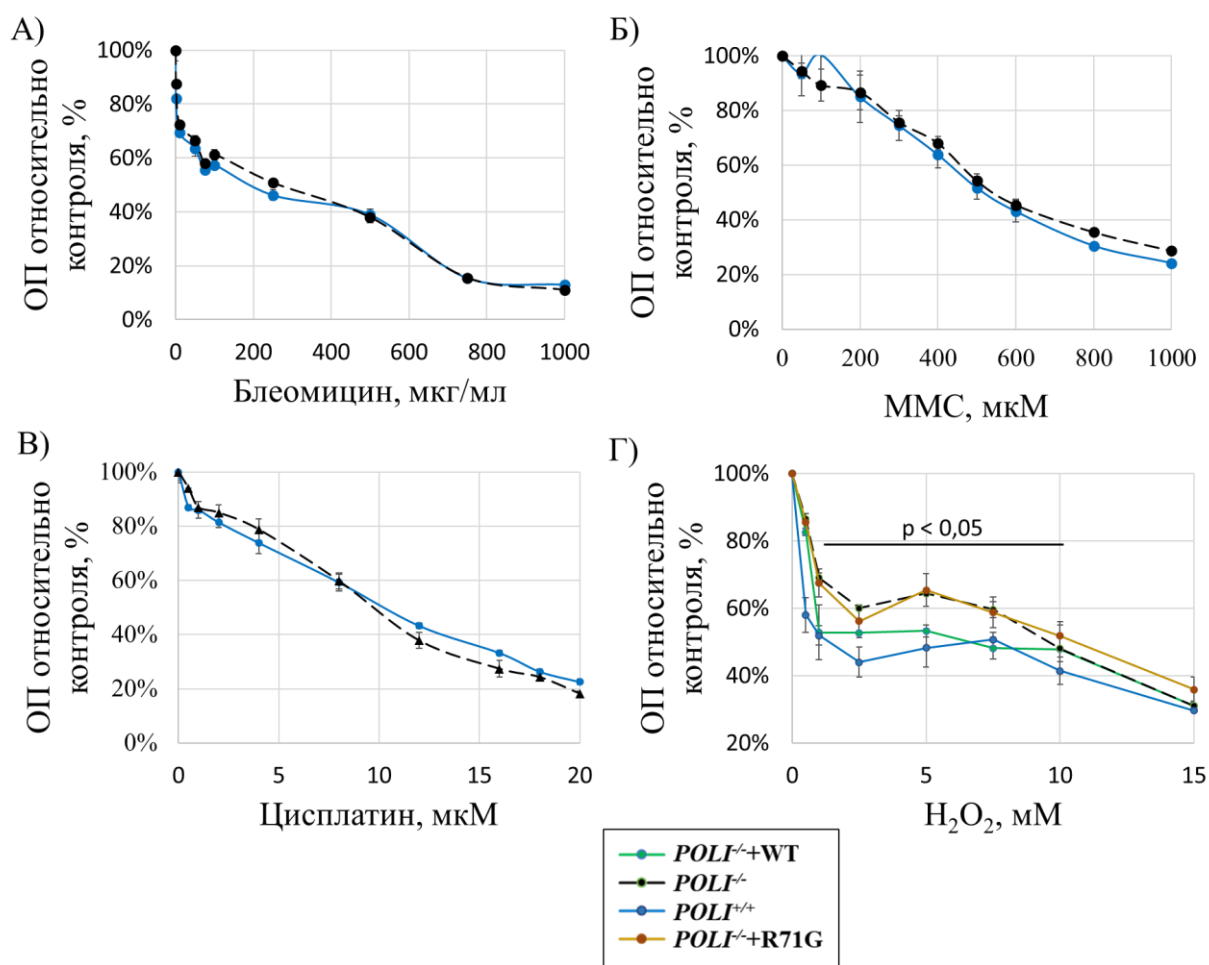 А)
ОП относительно
контроля, %
100%
80%
60%
40%
20%
0%
0 200 400 600 800 1000
Блеомицин, мкг/мл
Б)
ОП относительно
контроля, %
100%
80%
60%
40%
20%
0%
0 200 400 600 800 1000
ММС, мкМ
В)
ОП относительно
контроля, %
100%
80%
60%
40%
20%
0%
0 5 10 15 20
Цисплатин, мкМ
Г)
ОП относительно
контроля, %
100%
80%
60%
40%
20%
p < 0,05
0 5 10 15
H₂O₂, мМ
POLI⁻/⁻+WT
POLI⁻/⁻
POLI⁺/⁺
POLI⁻/⁻+R71G